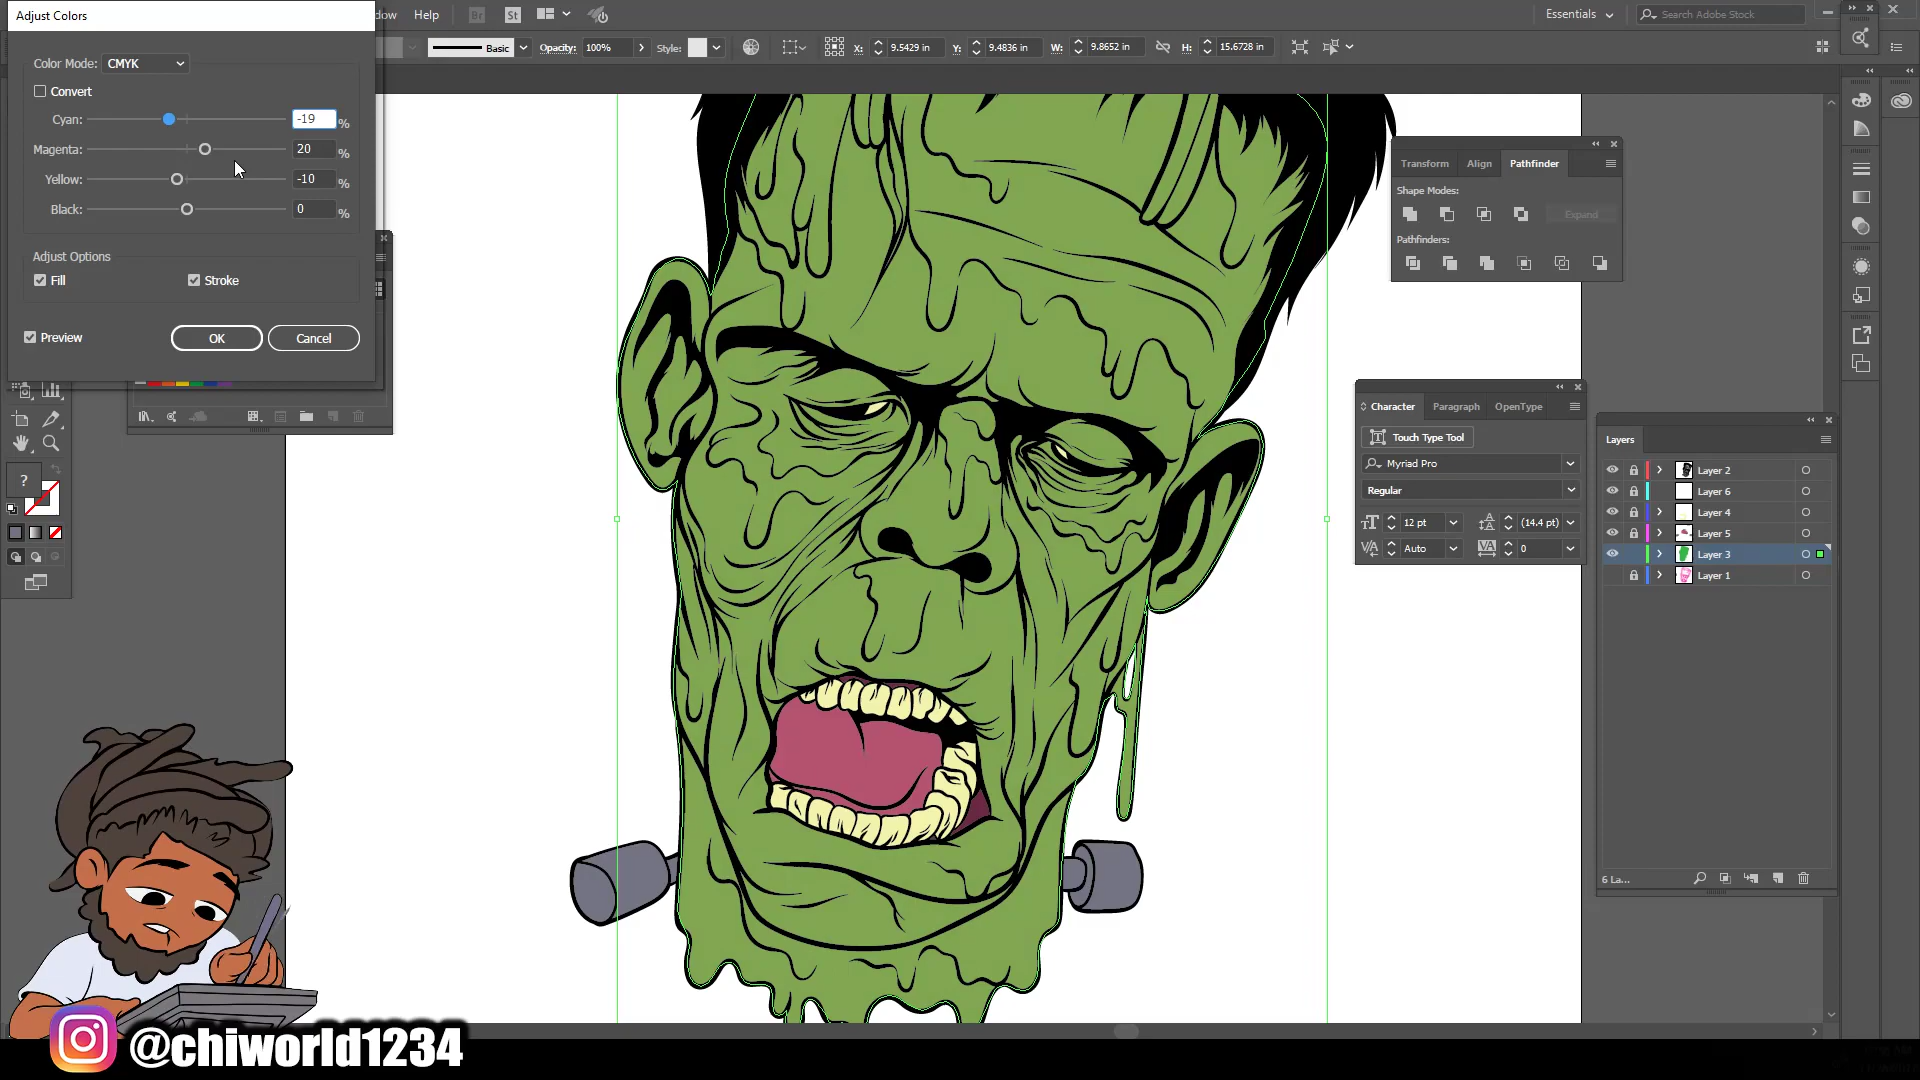 Adjust Colors
dow Help Br St Essentials Search Adobe Stock
Basic Opacity: 100% Style: X: 9.5429 in Y: 9.4836 in W: 9.8652 in H: 15.6728 in
Color Mode: CMYK
Convert
Cyan: -19 %
Magenta: 20 %
Yellow: -10 %
Black: 0 %
Adjust Options
Fill Stroke
Preview OK Cancel
Transform Align Pathfinder
Shape Modes:
Expand
Pathfinders:
Character Paragraph OpenType
Touch Type Tool
Myriad Pro
Regular
12 pt (14.4 pt)
Auto 0
Layers
Layer 2
Layer 6
Layer 4
Layer 5
Layer 3
Layer 1
6 La...
?
@chiworld1234